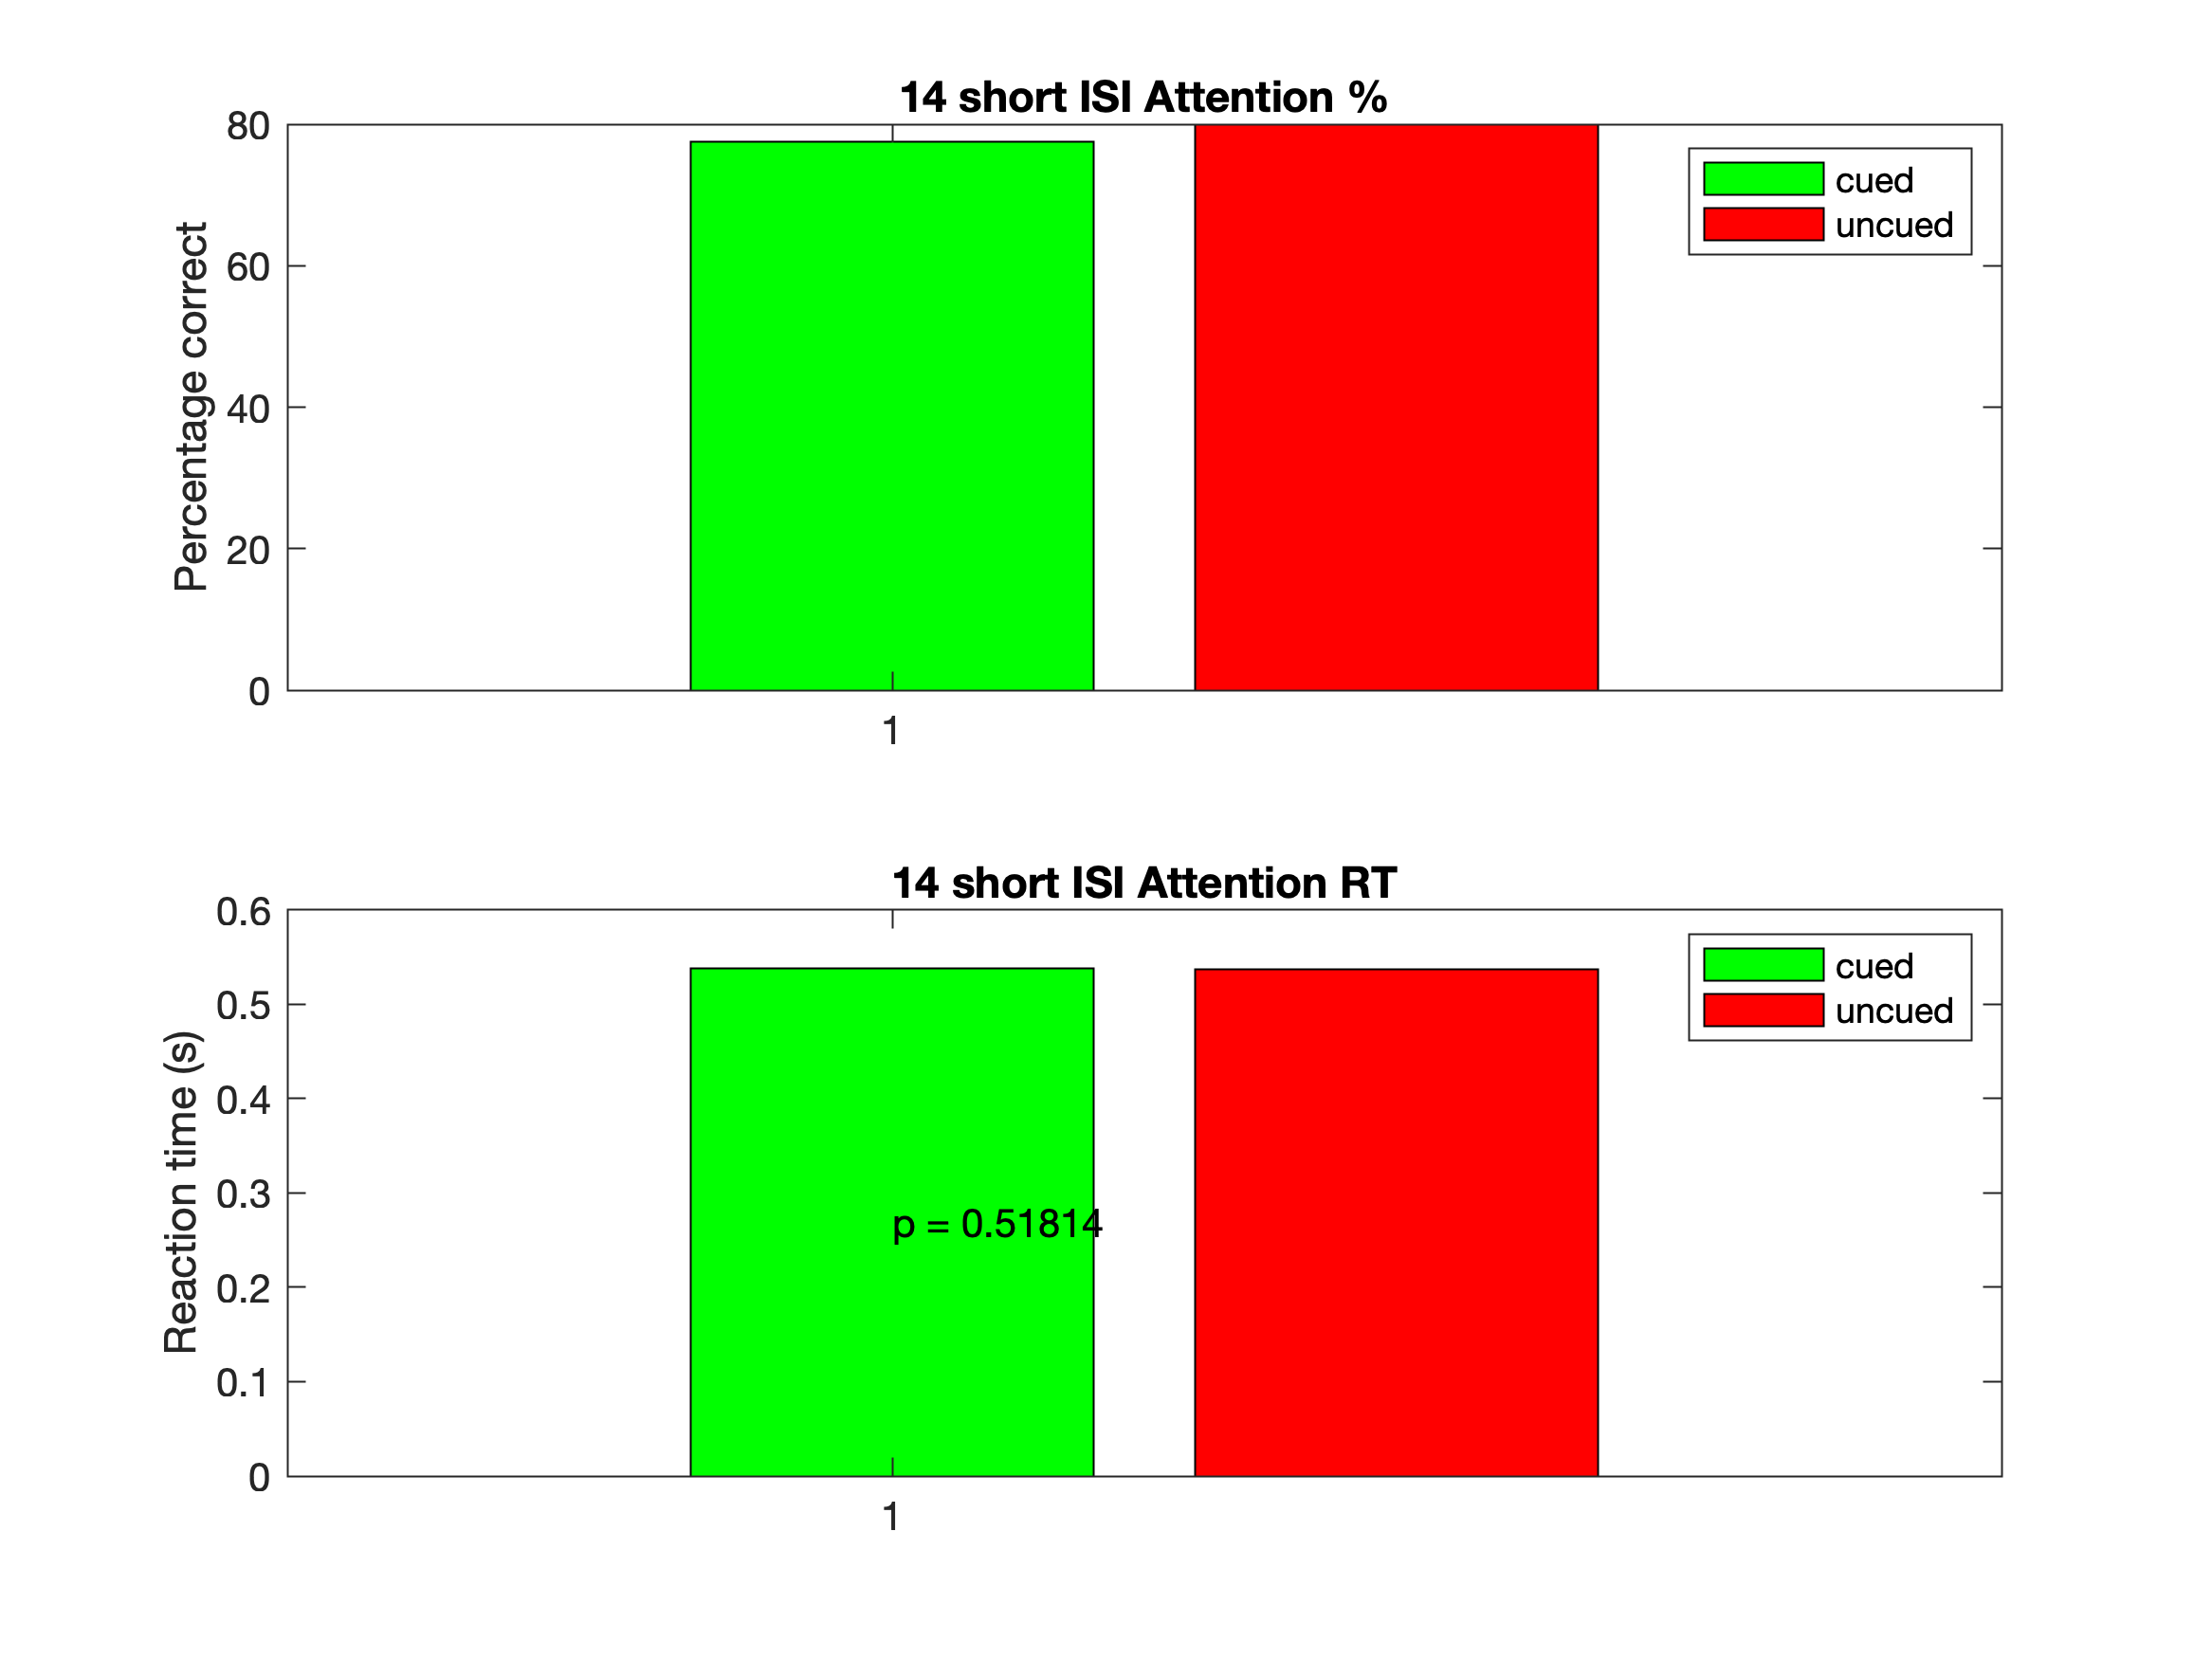 14 short ISI Attention %
80
60
40
20
0
Percentage correct
cued
uncued
1
14 short ISI Attention RT
0.6
0.5
0.4
0.3
0.2
0.1
0
Reaction time (s)
cued
uncued
p = 0.51814
1